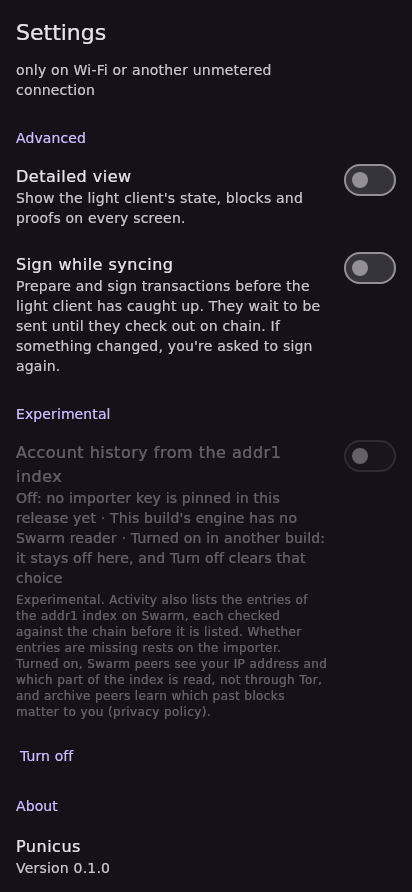 Settings
only on Wi-Fi or another unmetered
connection
Advanced
Detailed view
Show the light client's state, blocks and
proofs on every screen.
Sign while syncing
Prepare and sign transactions before the
light client has caught up. They wait to be
sent until they check out on chain. If
something changed, you're asked to sign
again.
Experimental
Account history from the addr1
index
Off: no importer key is pinned in this
release yet · This build's engine has no
Swarm reader · Turned on in another build:
it stays off here, and Turn off clears that
choice
Experimental. Activity also lists the entries of
the addr1 index on Swarm, each checked
against the chain before it is listed. Whether
entries are missing rests on the importer.
Turned on, Swarm peers see your IP address and
which part of the index is read, not through Tor,
and archive peers learn which past blocks
matter to you (privacy policy).
Turn off
About
Punicus
Version 0.1.0